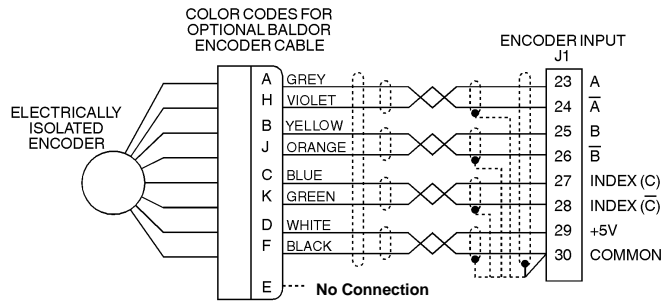 COLOR CODES FOR
OPTIONAL BALDOR
ENCODER CABLE
ENCODER INPUT
J1
ELECTRICALLY
ISOLATED
ENCODER
A GREY 23 A
H VIOLET 24 A̅
B YELLOW 25 B
J ORANGE 26 B̅
C BLUE 27 INDEX (C)
K GREEN 28 INDEX (C̅)
D WHITE 29 +5V
F BLACK 30 COMMON
E No Connection